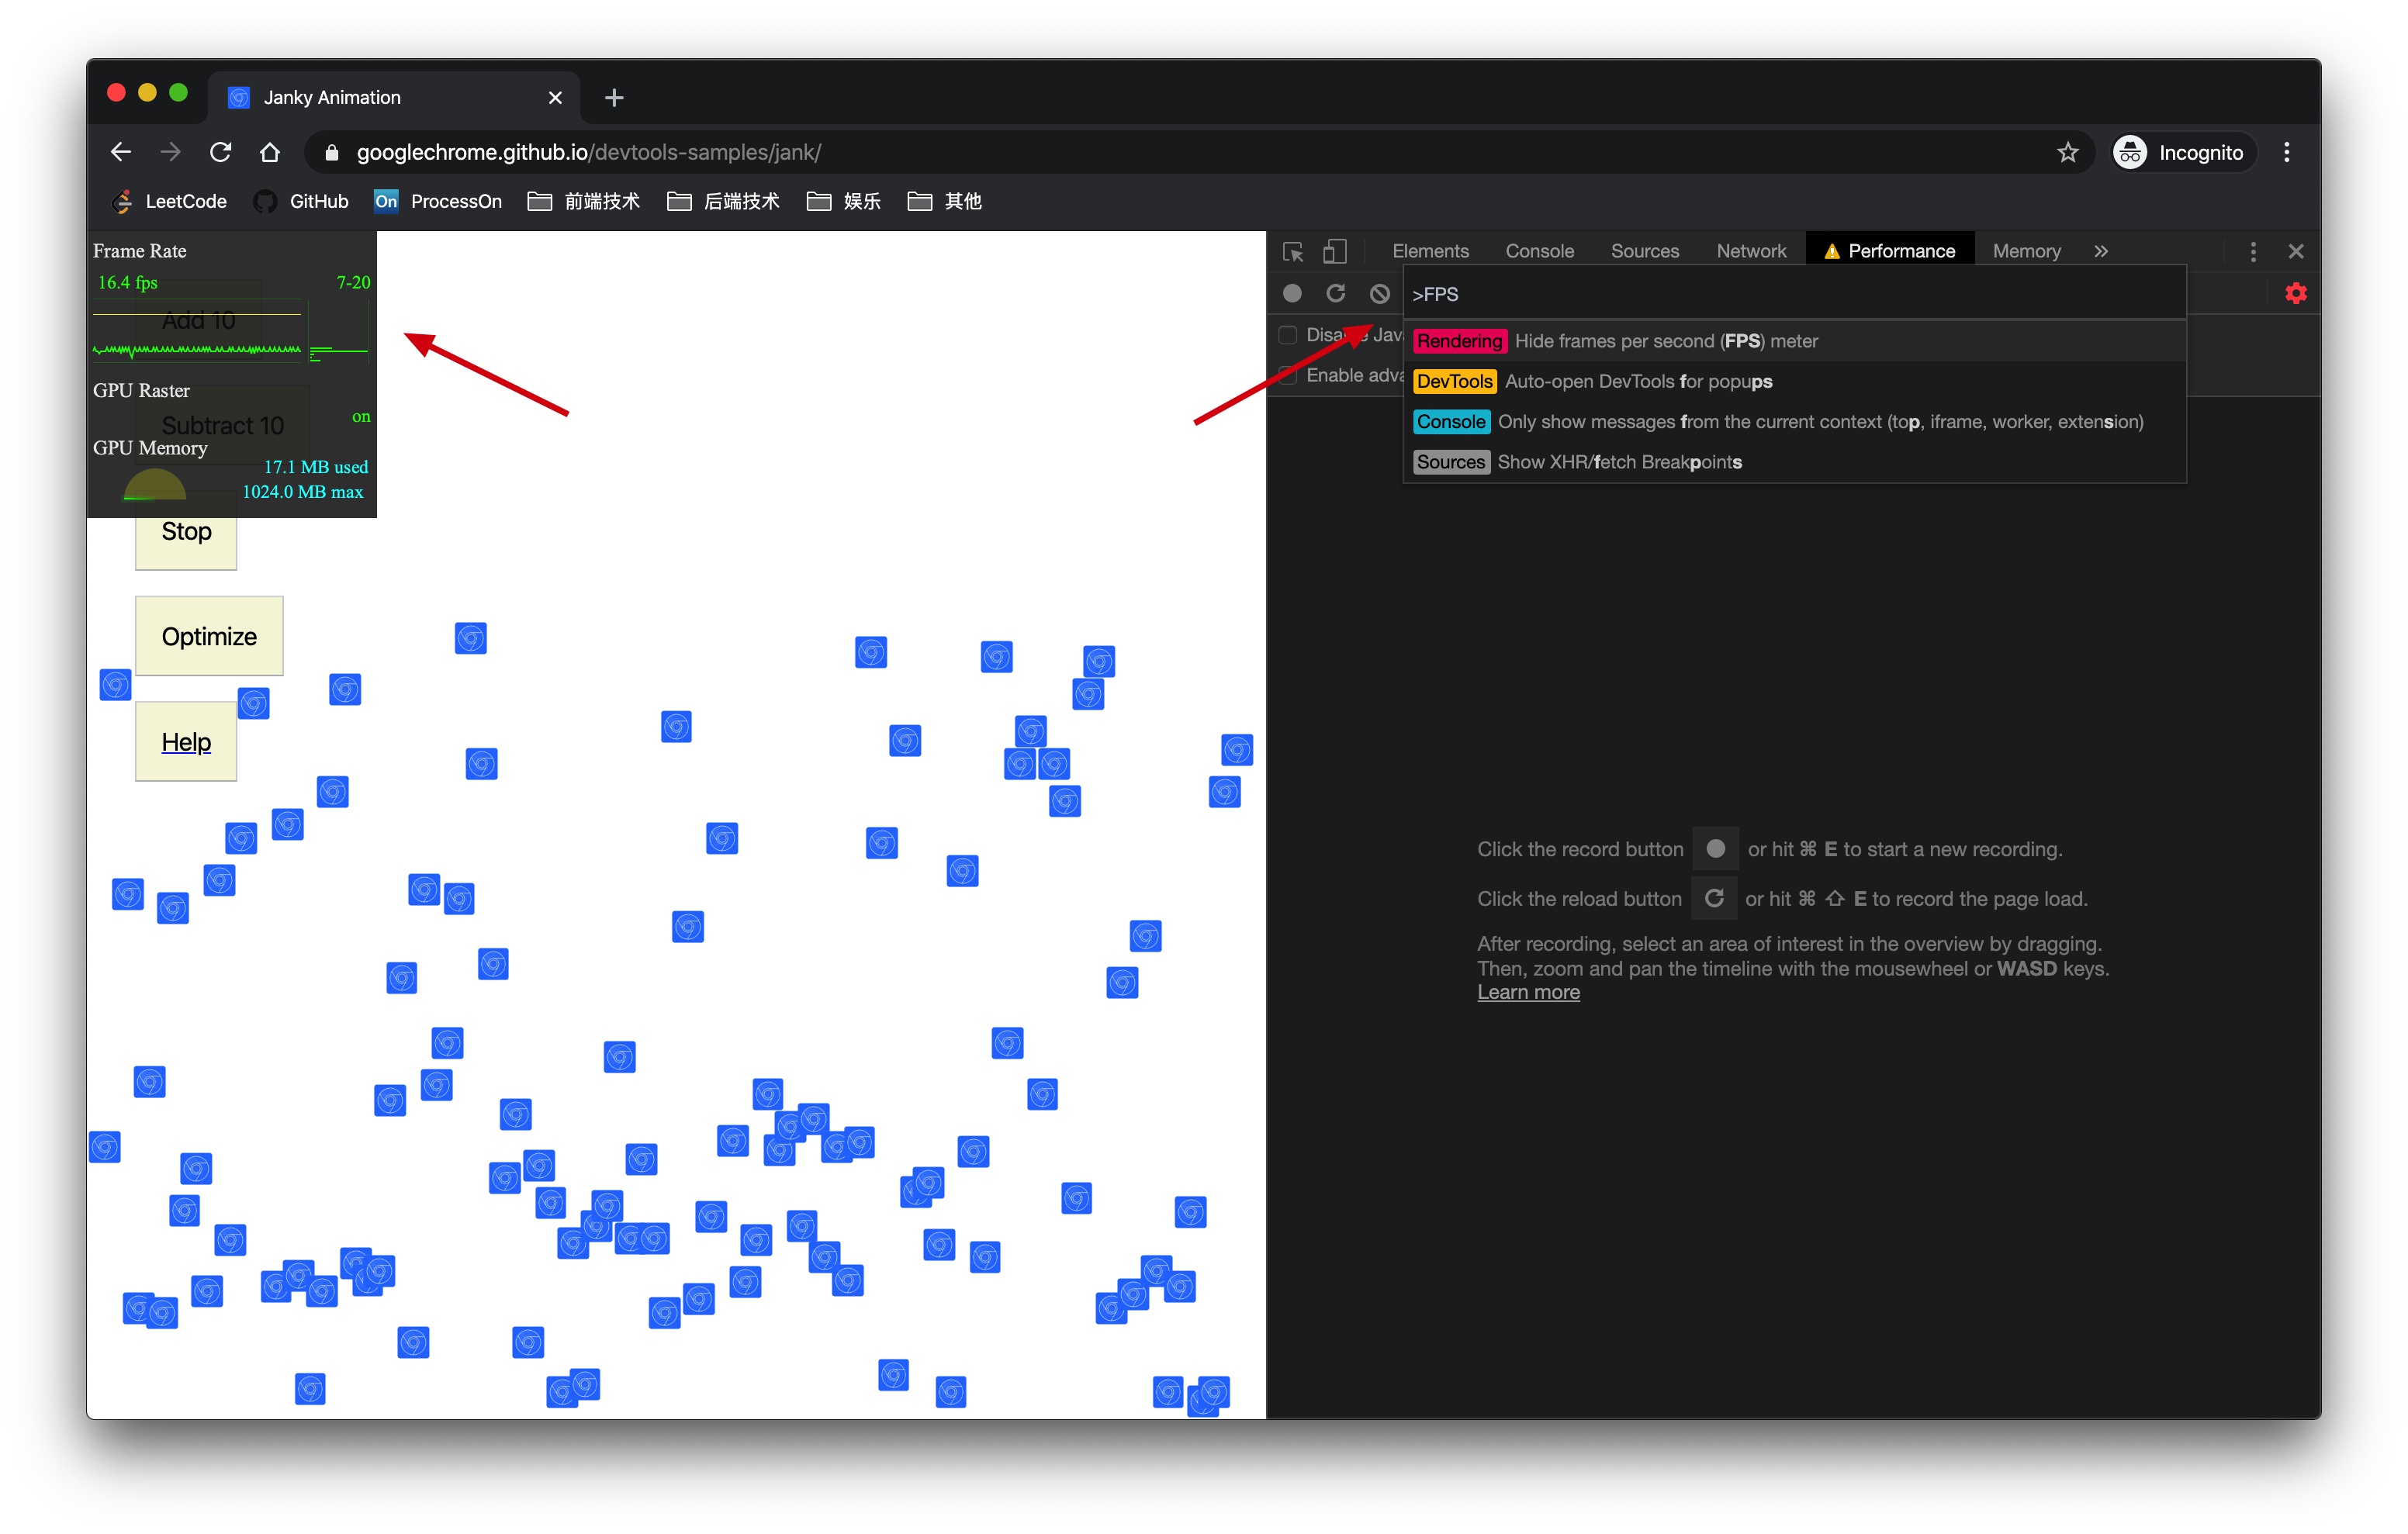 Janky Animation
googlechrome.github.io/devtools-samples/jank/
Incognito
LeetCode
GitHub
On
ProcessOn
前端技术
后端技术
娱乐
其他
Frame Rate
16.4 fps
7-20
Add 10
GPU Raster
on
Subtract 10
GPU Memory
17.1 MB used
1024.0 MB max
Stop
Optimize
Help
Elements
Console
Sources
Network
Performance
Memory
>FPS
Rendering Hide frames per second (FPS) meter
DevTools Auto-open DevTools for popups
Console Only show messages from the current context (top, iframe, worker, extension)
Sources Show XHR/fetch Breakpoints
Enable adva
Click the record button or hit ⌘ E to start a new recording.
Click the reload button or hit ⌘ ⇧ E to record the page load.
After recording, select an area of interest in the overview by dragging.
Then, zoom and pan the timeline with the mousewheel or WASD keys.
Learn more